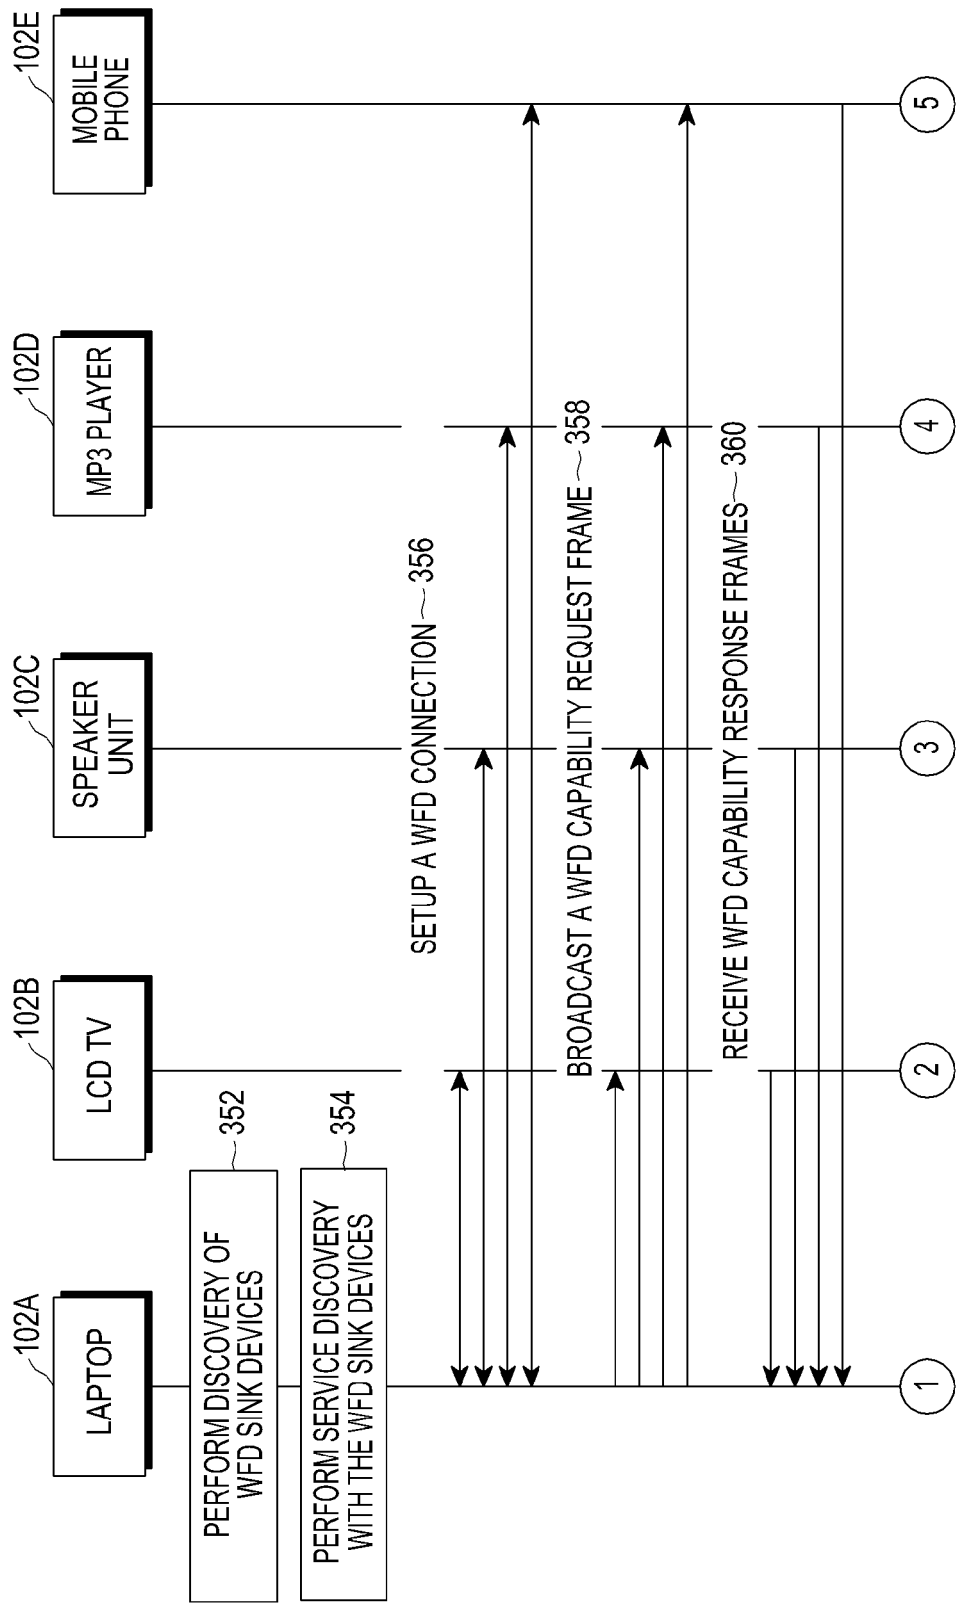 102A
102B
102C
102D
102E
LAPTOP
LCD TV
SPEAKER
UNIT
MP3 PLAYER
MOBILE
PHONE
PERFORM DISCOVERY OF
WFD SINK DEVICES
352
PERFORM SERVICE DISCOVERY
WITH THE WFD SINK DEVICES
354
SETUP A WFD CONNECTION 356
BROADCAST A WFD CAPABILITY REQUEST FRAME 358
RECEIVE WFD CAPABILITY RESPONSE FRAMES 360
1
2
3
4
5